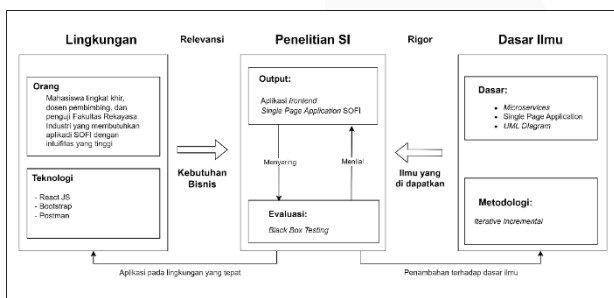 Lingkungan
Relevansi
Penelitian SI
Rigor
Dasar Ilmu
Orang
Mahasiswa tingkat khir,
dosen pembimbing, dan
penguji Fakultas Rekayasa
Industri yang membutuhkan
aplikadi SOFI dengan
intuifitas yang tinggi
Teknologi
- React JS
- Bootstrap
- Postman
Kebutuhan
Bisnis
Output:
Aplikasi frontend
Single Page Application SOFI
Menyaring
Menilai
Evaluasi:
Black Box Testing
Ilmu yang
di dapatkan
Dasar:
• Microservices
• Single Page Application
• UML Diagram
Metodologi:
Iterative Incremental
Aplikasi pada lingkungan yang tepat
Penambahan terhadap dasar ilmu